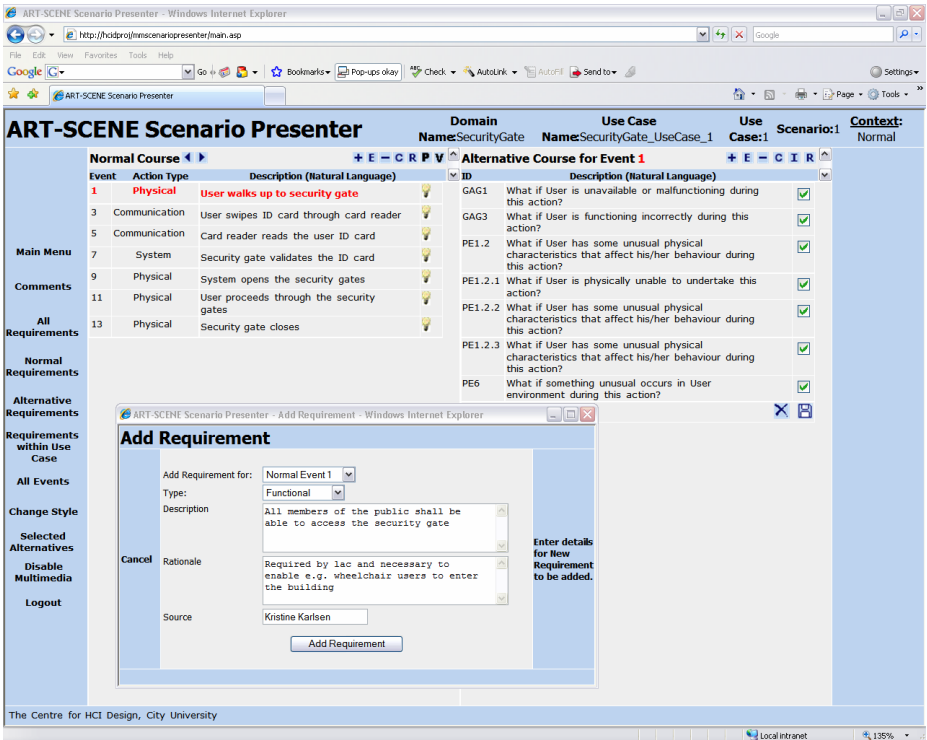 ART-SCENE Scenario Presenter - Windows Internet Explorer
http://hcidproj/mmscenariopresenter/main.asp
Google
File Edit View Favorites Tools Help
Google G Go Bookmarks Pop-ups okay Check AutoLink AutoFill Send to Settings
ART-SCENE Scenario Presenter
Page Tools
ART-SCENE Scenario Presenter
Domain Name:SecurityGate
Use Case Name:SecurityGate_UseCase_1
Use Case:1
Scenario:1
Context: Normal
Normal Course + E - C R P V
Event Action Type Description (Natural Language)
1 Physical User walks up to security gate
3 Communication User swipes ID card through card reader
5 Communication Card reader reads the user ID card
7 System Security gate validates the ID card
9 Physical System opens the security gates
11 Physical User proceeds through the security
gates
13 Physical Security gate closes
Alternative Course for Event 1 + E - C I R
ID Description (Natural Language)
GAG1 What if User is unavailable or malfunctioning during
this action?
GAG3 What if User is functioning incorrectly during this
action?
PE1.2 What if User has some unusual physical
characteristics that affect his/her behaviour during
this action?
PE1.2.1 What if User is physically unable to undertake this
action?
PE1.2.2 What if User has some unusual physical
characteristics that affect his/her behaviour during
this action?
PE1.2.3 What if User has some unusual physical
characteristics that affect his/her behaviour during
this action?
PE6 What if something unusual occurs in User
environment during this action?
Main Menu
Comments
All
Requirements
Normal
Requirements
Alternative
Requirements
Requirements
within Use
Case
All Events
Change Style
Selected
Alternatives
Disable
Multimedia
Logout
ART-SCENE Scenario Presenter - Add Requirement - Windows Internet Explorer
Add Requirement
Cancel
Add Requirement for: Normal Event 1
Type: Functional
Description All members of the public shall be
able to access the security gate
Rationale Required by lac and necessary to
enable e.g. wheelchair users to enter
the building
Source Kristine Karlsen
Add Requirement
Enter details
for New
Requirement
to be added.
The Centre for HCI Design, City University
Local intranet 135%